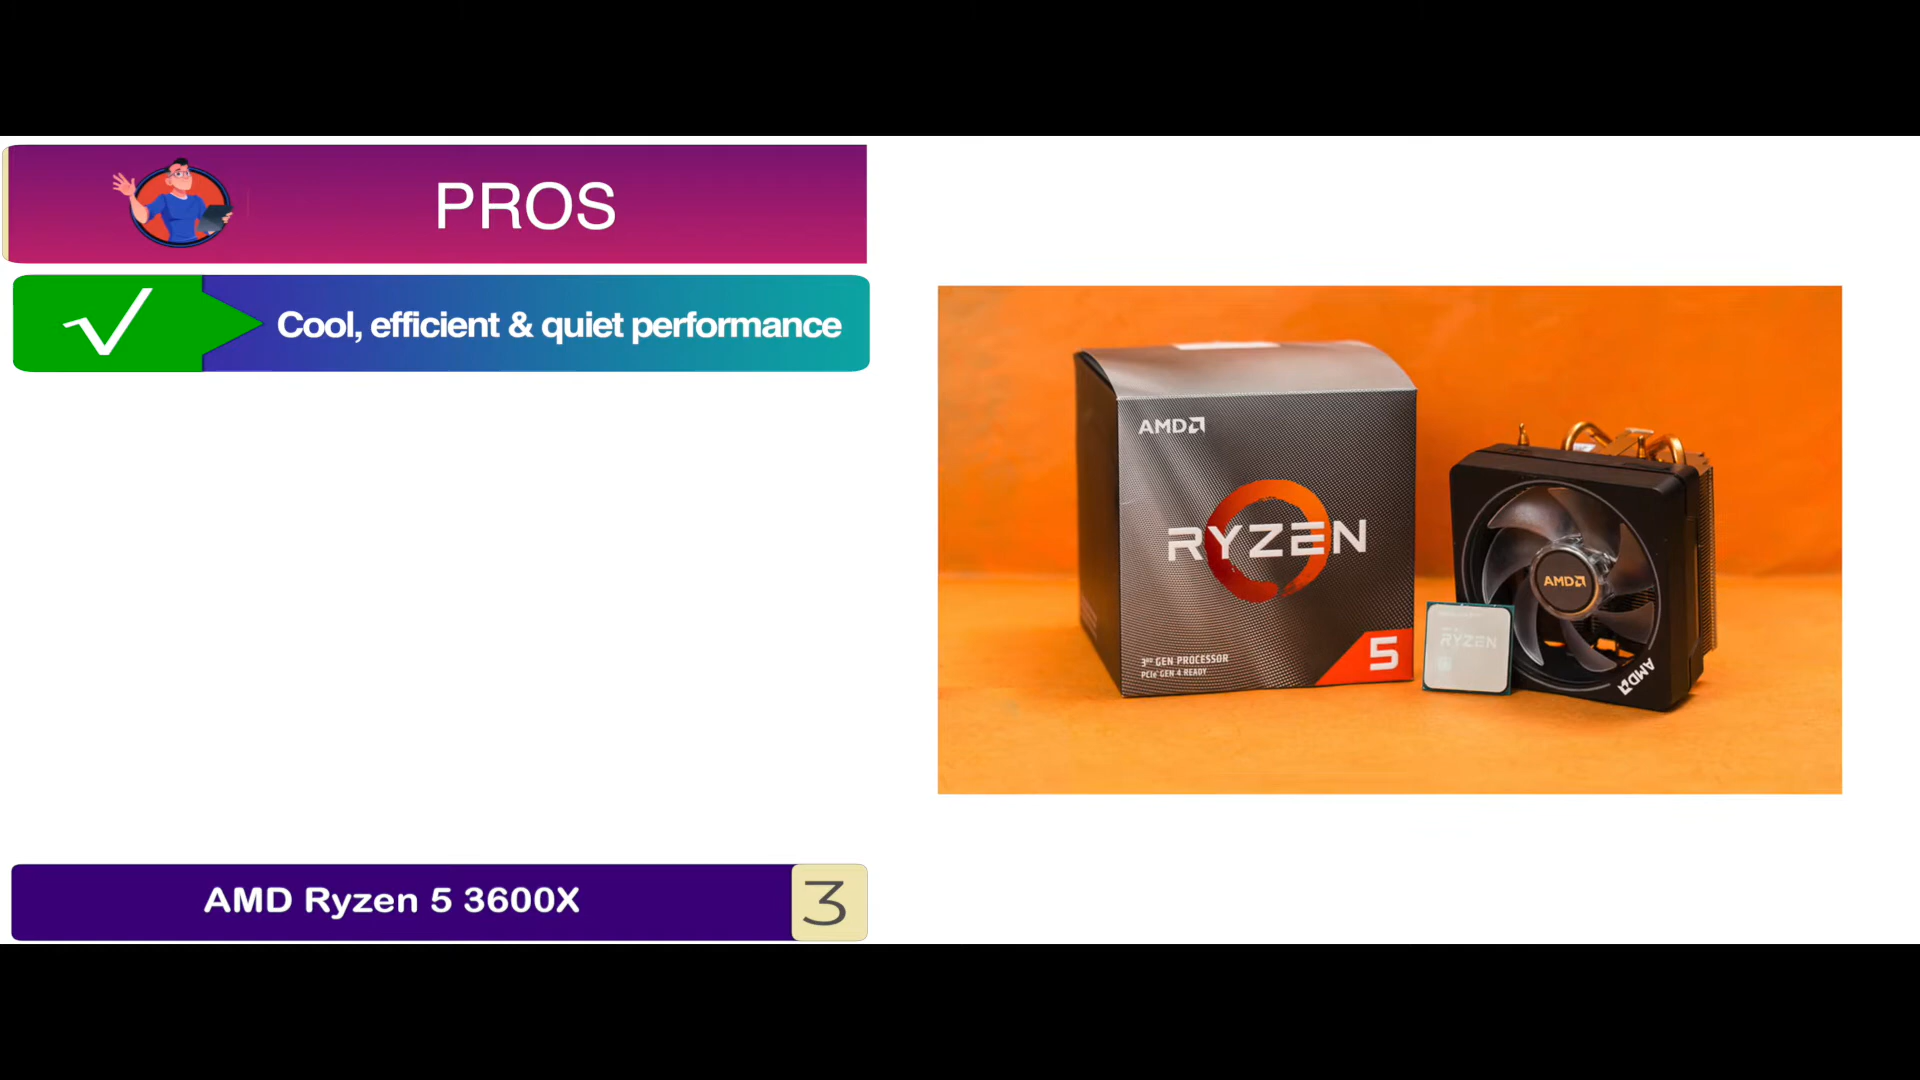 PROS
Cool, efficient & quiet performance
AMD
RYZEN
3RD GEN PROCESSOR
PCIe GEN 4 READY
5
AMD
RYZEN
AMD
AMD Ryzen 5 3600X
3